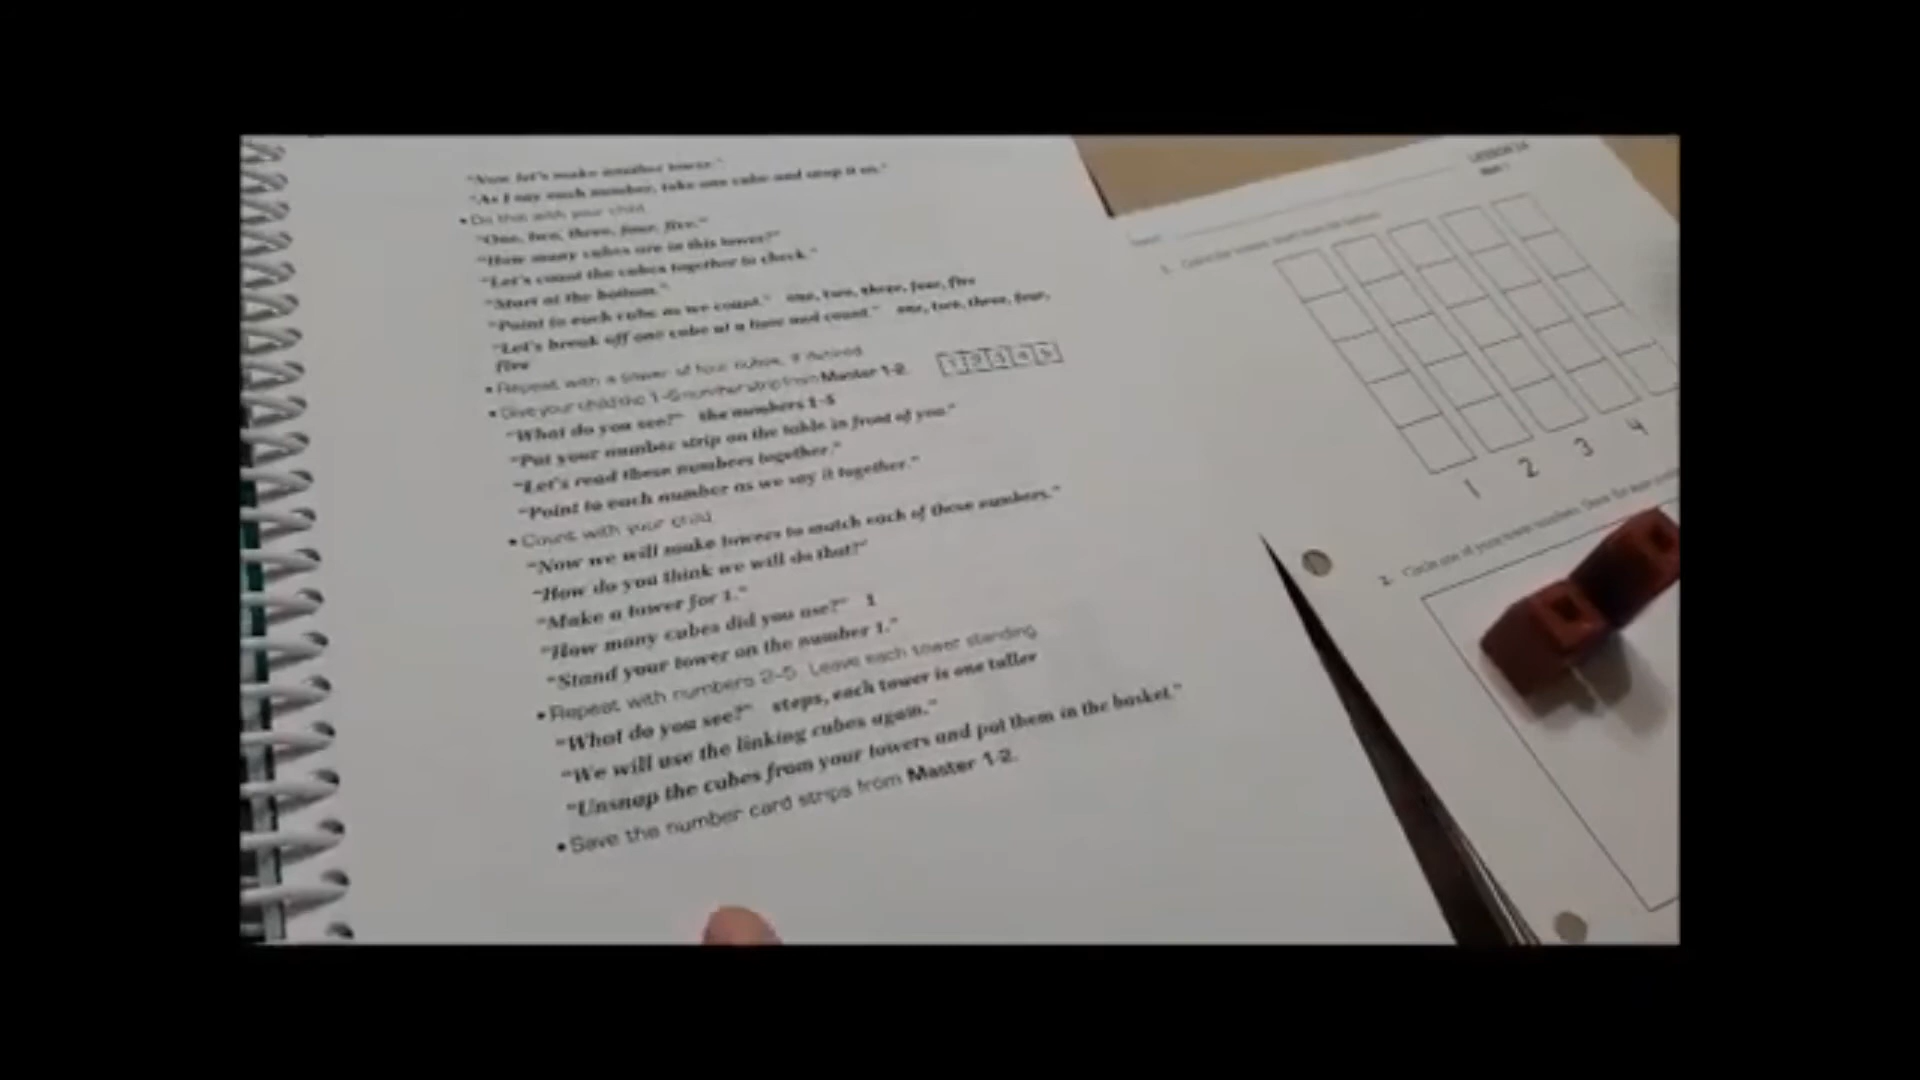 "Now let's make another tower."
"As I say each number, take one cube and snap it on."
• Do this with your child.
"One, two, three, four, five."
"How many cubes are in this tower?"
"Let's count the cubes together to check."
"Start at the bottom."
"Point to each cube as we count." one, two, three, four, five
"Let's break off one cube at a time and count." one, two, three, four,
five
• Repeat with a tower of four cubes, if desired.
• Give your child the 1-5 number strip from Master 1-2.
"What do you see?" the numbers 1-5
"Put your number strip on the table in front of you."
"Let's read these numbers together."
"Point to each number as we say it together."
• Count with your child.
"Now we will make towers to match each of these numbers."
"How do you think we will do that?"
"Make a tower for 1."
"How many cubes did you use?" 1
"Stand your tower on the number 1."
• Repeat with numbers 2-5. Leave each tower standing.
"What do you see?" steps, each tower is one taller
"We will use the linking cubes again."
"Unsnap the cubes from your towers and put them in the basket."
• Save the number card strips from Master 1-2.
LESSON
1.
1 2 3 4
2. Circle one of your tower